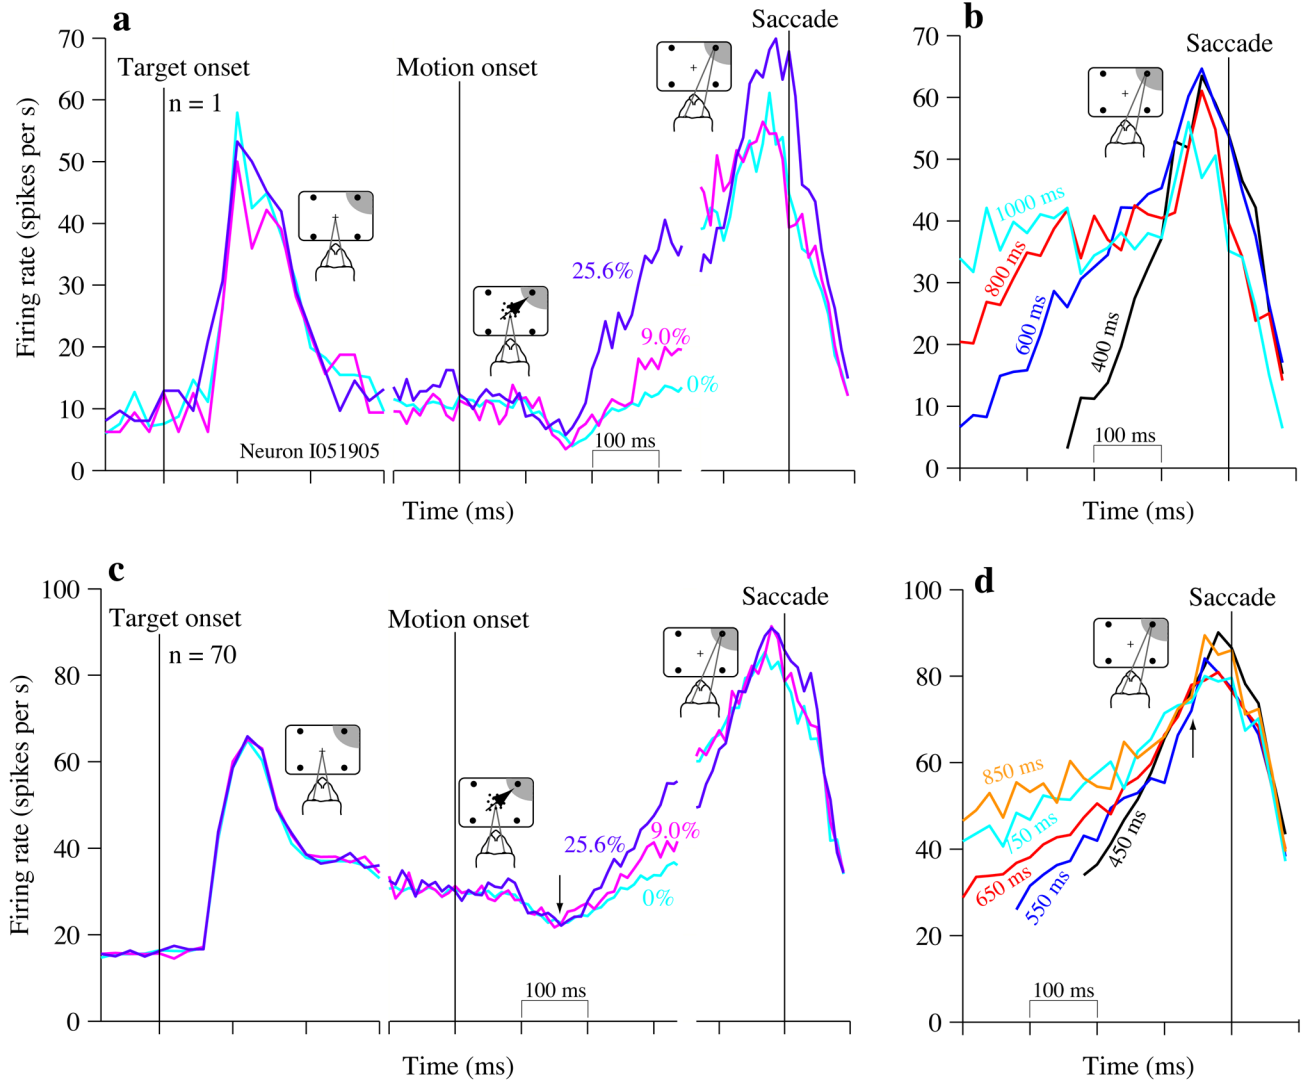 a
Saccade
Target onset
Motion onset
n = 1
70
60
50
40
30
20
10
0
Firing rate (spikes per s)
25.6%
9.0%
0%
Neuron I051905
100 ms
Time (ms)
b
Saccade
70
60
50
40
30
20
10
0
1000 ms
800 ms
600 ms
400 ms
100 ms
Time (ms)
c
Saccade
Target onset
Motion onset
n = 70
100
80
60
40
20
0
Firing rate (spikes per s)
25.6%
9.0%
0%
100 ms
Time (ms)
d
Saccade
100
80
60
40
20
0
850 ms
750 ms
650 ms
550 ms
450 ms
100 ms
Time (ms)